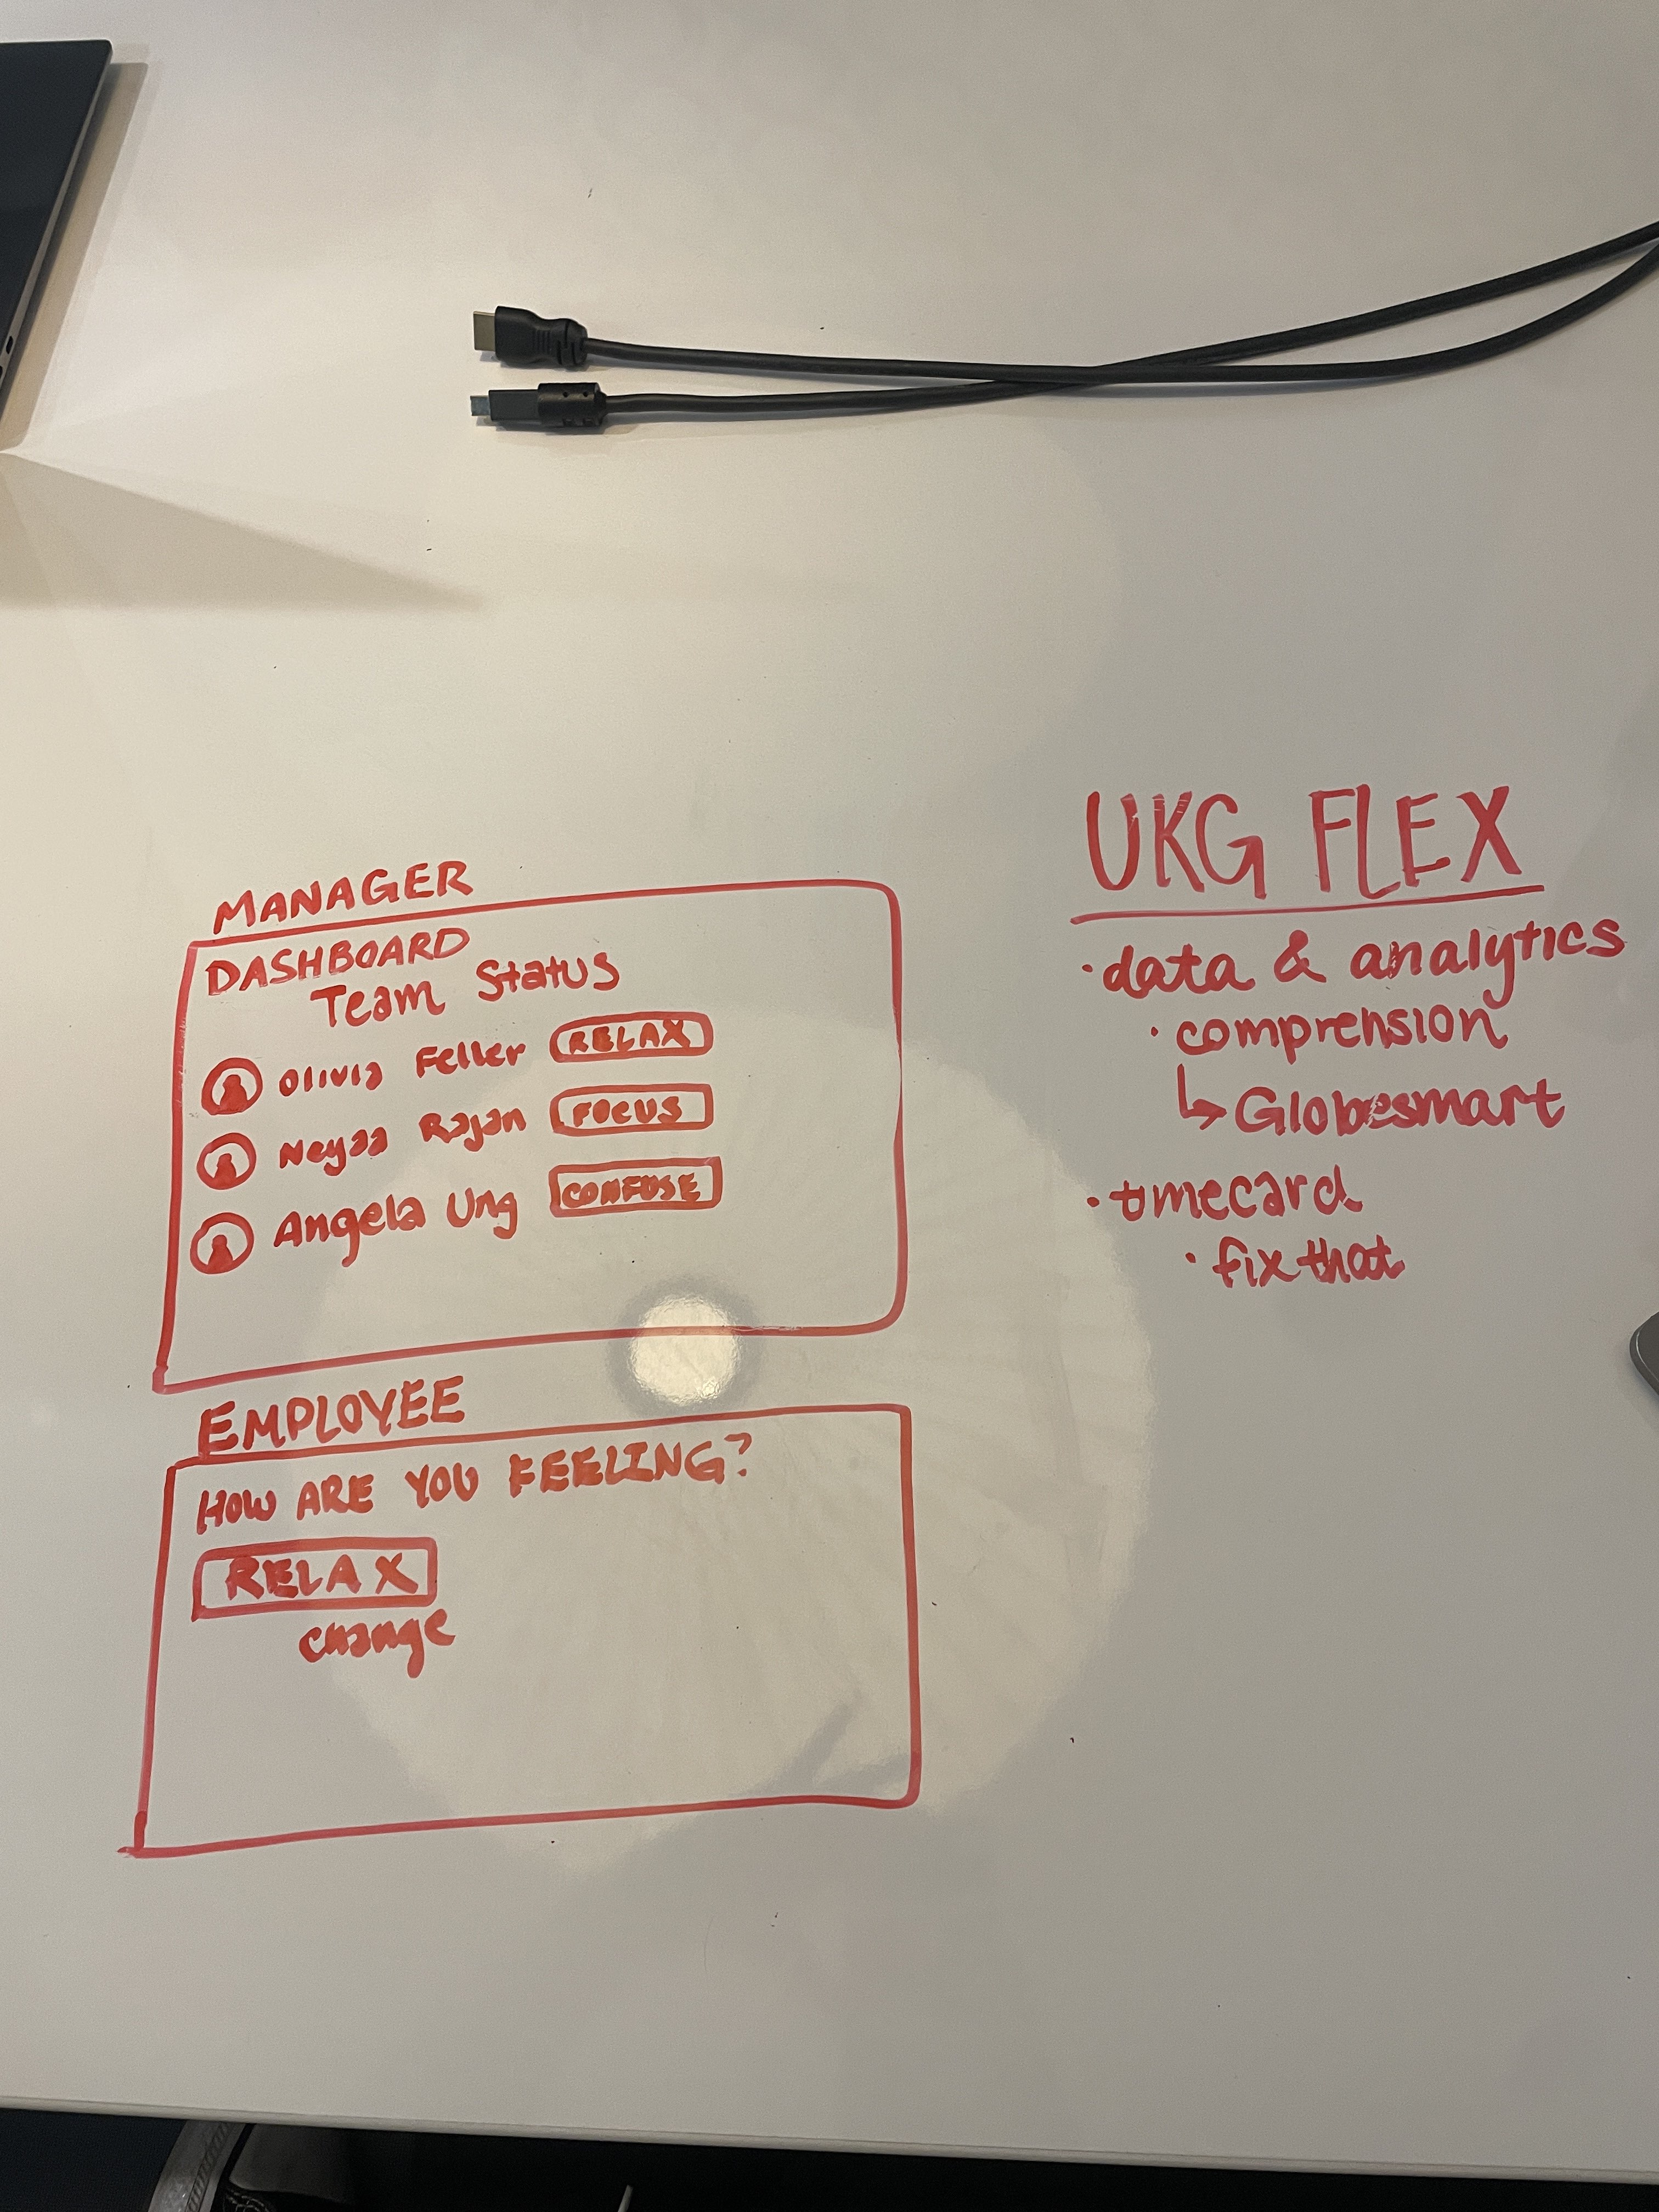 MANAGER
DASHBOARD
Team Status
Olivia Feller RELAX
Neyaa Rajan FOCUS
Angela Ung CONFUSE
EMPLOYEE
HOW ARE YOU FEELING?
RELAX
change
UKG FLEX
· data & analytics
· comprension
↳ Globesmart
· timecard
· fix that